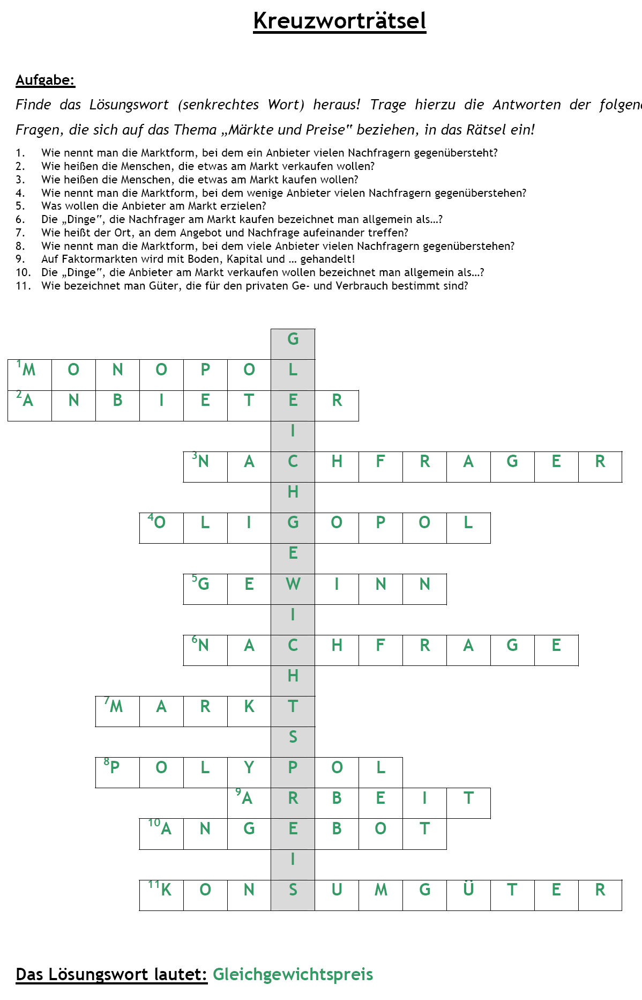 Kreuzworträtsel
Aufgabe:
Finde das Lösungswort (senkrechtes Wort) heraus! Trage hierzu die Antworten der
Fragen, die sich auf das Thema „Märkte und Preise“ beziehen, in das Rätsel ein!
1. Wie nennt man die Marktform, bei dem ein Anbieter vielen Nachfragern gegenübersteht?
2. Wie heißen die Menschen, die etwas am Markt verkaufen wollen?
3. Wie heißen die Menschen, die etwas am Markt kaufen wollen?
4. Wie nennt man die Marktform, bei dem wenige Anbieter vielen Nachfragern gegenüberstehen?
5. Was wollen die Anbieter am Markt erzielen?
6. Die „Dinge“, die Nachfrager am Markt kaufen bezeichnet man allgemein als…?
7. Wie heißt der Ort, an dem Angebot und Nachfrage aufeinander treffen?
8. Wie nennt man die Marktform, bei dem viele Anbieter vielen Nachfragern gegenüberstehen?
9. Auf Faktormarkten wird mit Boden, Kapital und … gehandelt!
10. Die „Dinge“, die Anbieter am Markt verkaufen wollen bezeichnet man allgemein als…?
11. Wie bezeichnet man Güter, die für den privaten Ge- und Verbrauch bestimmt sind?
G
1M O N O P O L
2A N B I E T E R
I
3N A C H F R A G E R
H
4O L I G O P O L
E
5G E W I N N
I
6N A C H F R A G E
H
7M A R K T
S
8P O L Y P O L
9A R B E I T
10A N G E B O T
I
11K O N S U M G Ü T E R
Das Lösungswort lautet: Gleichgewichtspreis